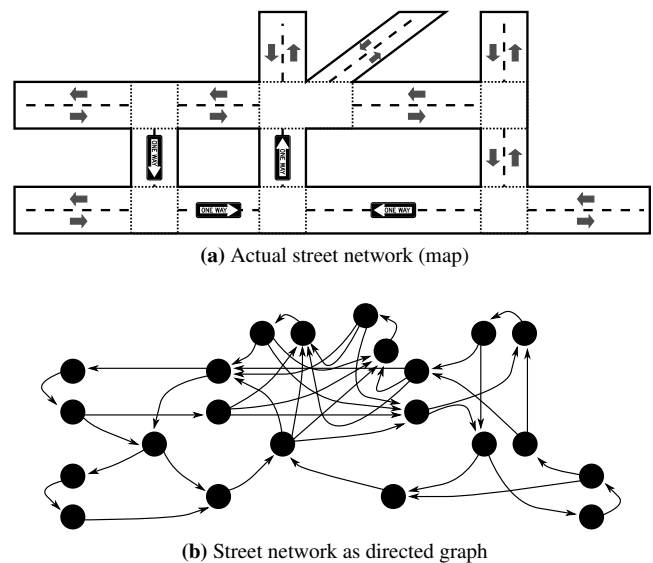 ONE WAY
ONE WAY
ONE WAY
ONE WAY
(a) Actual street network (map)
(b) Street network as directed graph